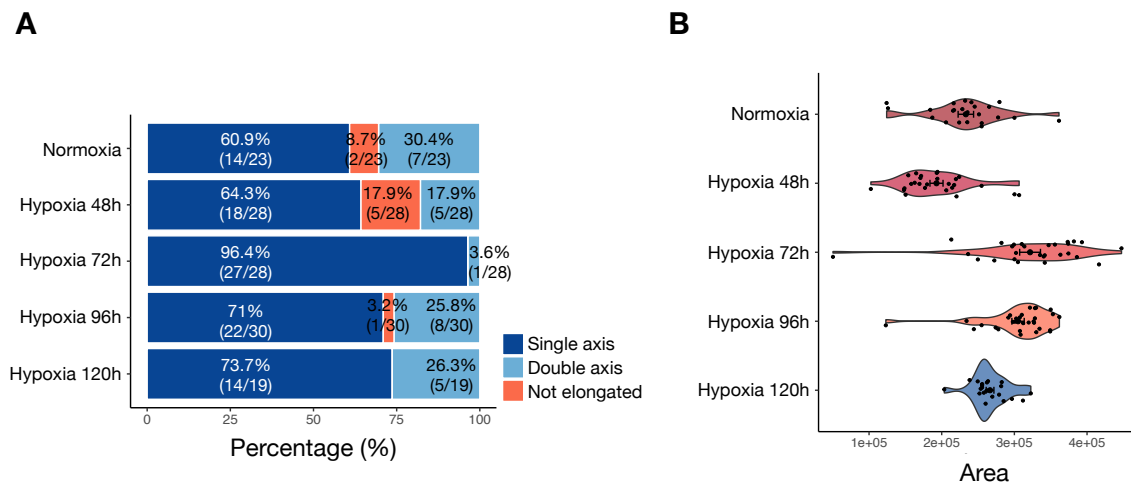 A
Normoxia
60.9%
(14/23)
8.7%
(2/23)
30.4%
(7/23)
Hypoxia 48h
64.3%
(18/28)
17.9%
(5/28)
17.9%
(5/28)
Hypoxia 72h
96.4%
(27/28)
3.6%
(1/28)
Hypoxia 96h
71%
(22/30)
3.2%
(1/30)
25.8%
(8/30)
Hypoxia 120h
73.7%
(14/19)
26.3%
(5/19)
0
25
50
75
100
Percentage (%)
Single axis
Double axis
Not elongated
B
Normoxia
Hypoxia 48h
Hypoxia 72h
Hypoxia 96h
Hypoxia 120h
1e+05
2e+05
3e+05
4e+05
Area